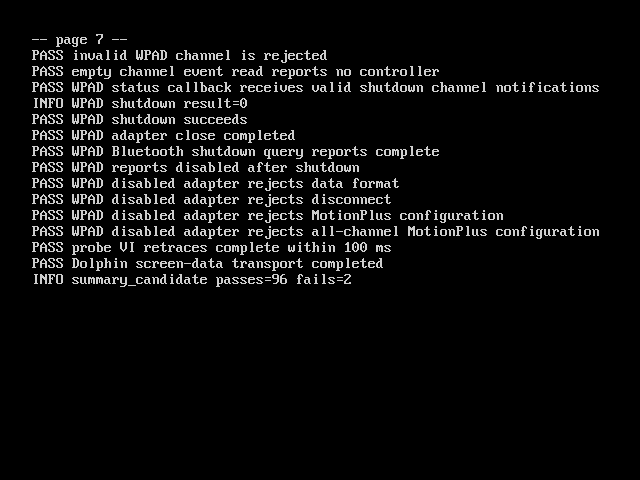 -- page 7 --
PASS invalid WPAD channel is rejected
PASS empty channel event read reports no controller
PASS WPAD status callback receives valid shutdown channel notifications
INFO WPAD shutdown result=0
PASS WPAD shutdown succeeds
PASS WPAD adapter close completed
PASS WPAD Bluetooth shutdown query reports complete
PASS WPAD reports disabled after shutdown
PASS WPAD disabled adapter rejects data format
PASS WPAD disabled adapter rejects disconnect
PASS WPAD disabled adapter rejects MotionPlus configuration
PASS WPAD disabled adapter rejects all-channel MotionPlus configuration
PASS probe VI retraces complete within 100 ms
PASS Dolphin screen-data transport completed
INFO summary_candidate passes=96 fails=2